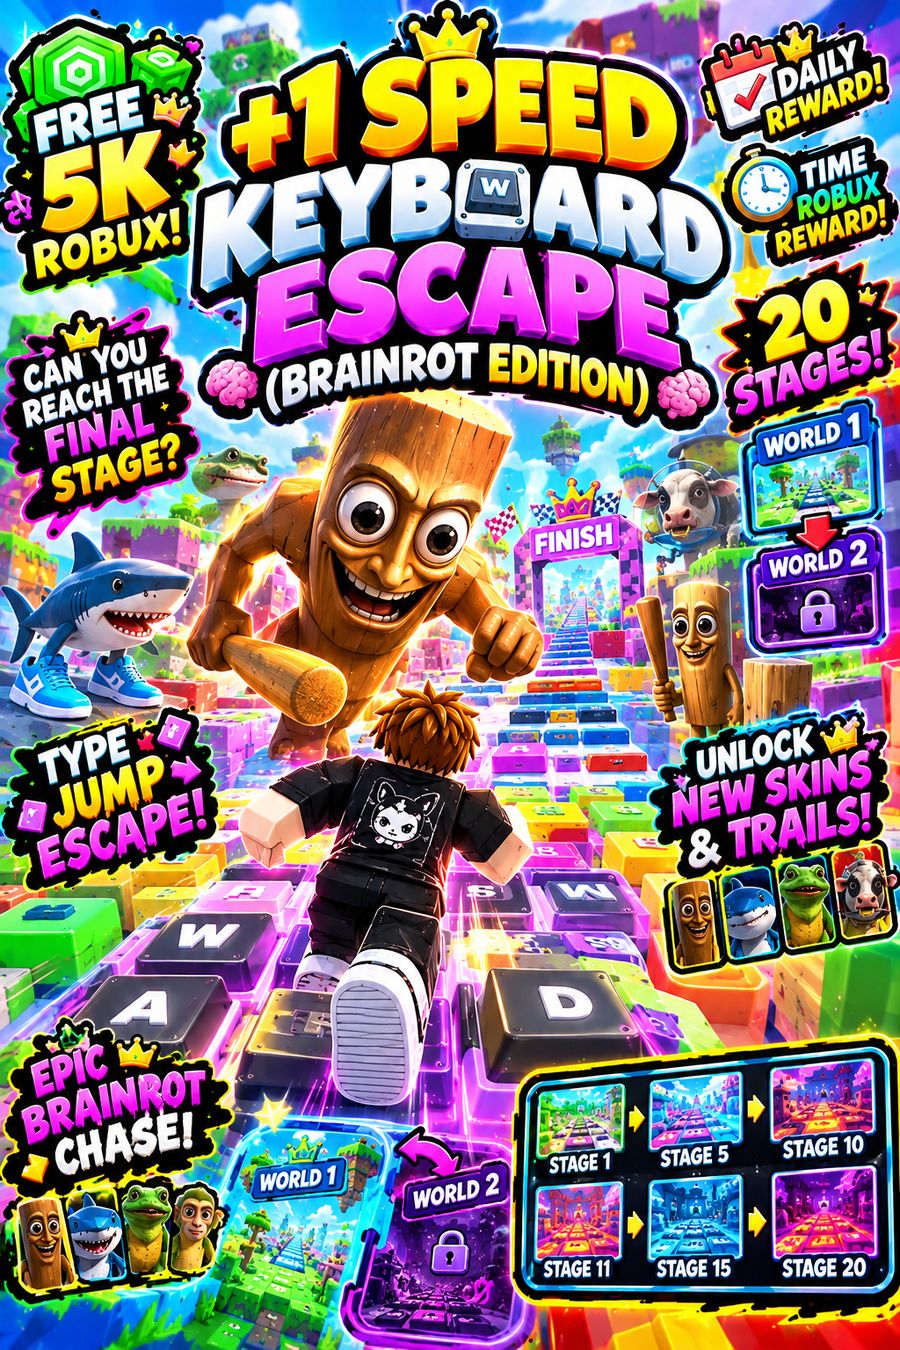 +1 SPEED
KEYBOARD
W
ESCAPE
(BRAINROT EDITION)
FREE
5K
ROBUX!
DAILY
REWARD!
TIME
ROBUX
REWARD!
20
STAGES!
CAN YOU
REACH THE
FINAL
STAGE?
WORLD 1
WORLD 2
FINISH
TYPE
JUMP
ESCAPE!
UNLOCK
NEW SKINS
& TRAILS!
S
W
W
A
D
EPIC
BRAINROT
CHASE!
WORLD 1
WORLD 2
STAGE 1
STAGE 5
STAGE 10
STAGE 11
STAGE 15
STAGE 20